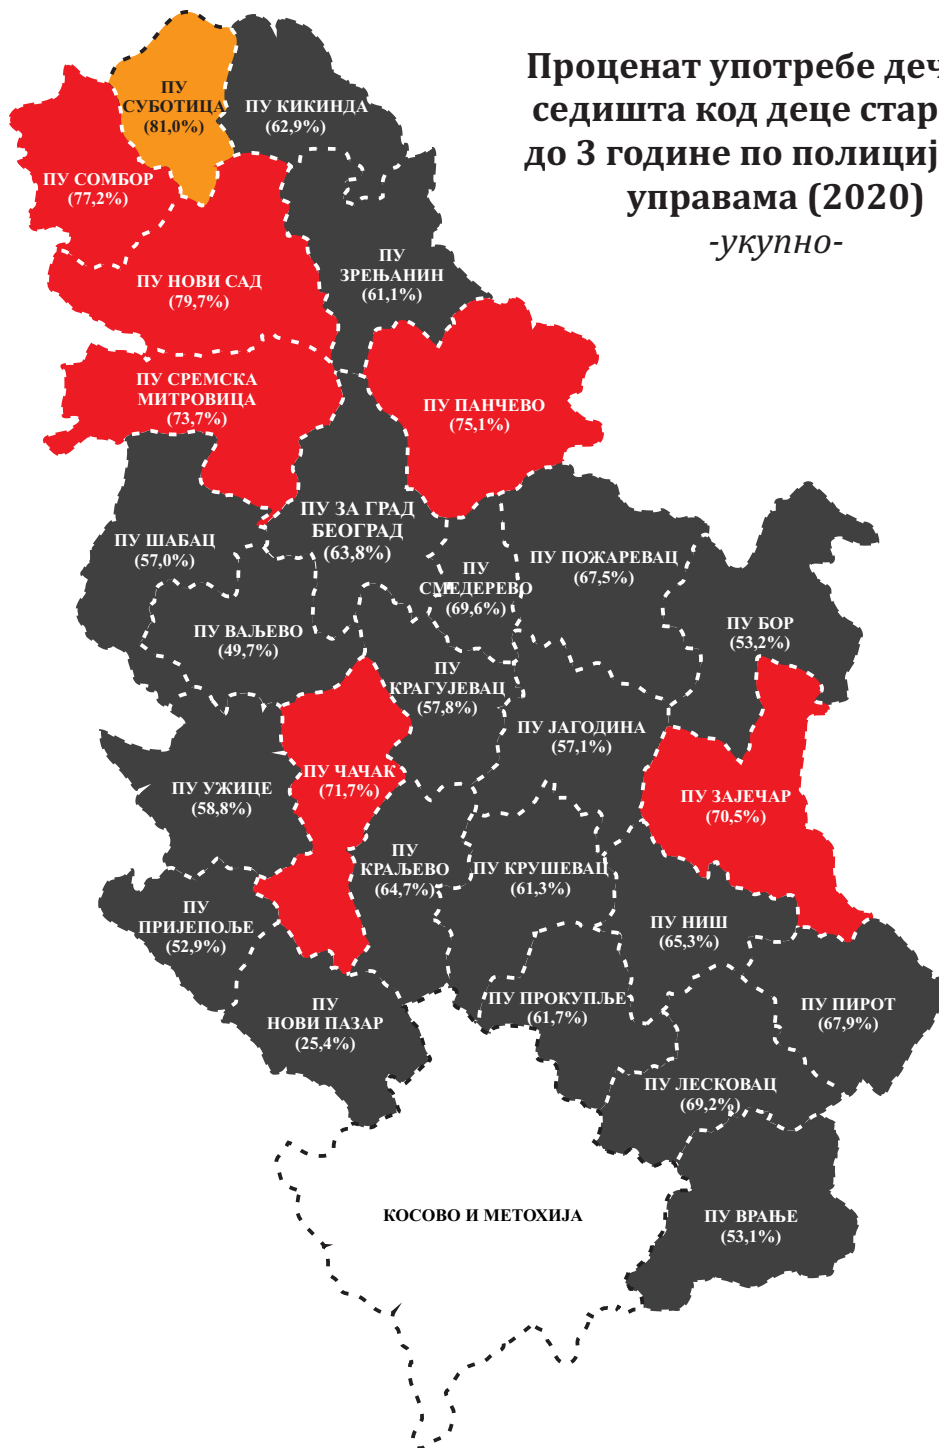 Проценат употребе деч
седишта код деце стар
до 3 године по полициј
управама (2020)
-укупно-
ПУ
СУБОТИЦА
(81,0%)
ПУ КИКИНДА
(62,9%)
ПУ СОМБОР
(77,2%)
ПУ НОВИ САД
(79,7%)
ПУ
ЗРЕЊАНИН
(61,1%)
ПУ СРЕМСКА
МИТРОВИЦА
(73,7%)
ПУ ПАНЧЕВО
(75,1%)
ПУ ЗА ГРАД
БЕОГРАД
(63,8%)
ПУ ШАБАЦ
(57,0%)
ПУ
СМЕДЕРЕВО
(69,6%)
ПУ ПОЖАРЕВАЦ
(67,5%)
ПУ БОР
(53,2%)
ПУ ВАЉЕВО
(49,7%)
ПУ
КРАГУЈЕВАЦ
(57,8%)
ПУ ЈАГОДИНА
(57,1%)
ПУ УЖИЦЕ
(58,8%)
ПУ ЧАЧАК
(71,7%)
ПУ ЗАЈЕЧАР
(70,5%)
ПУ
КРАЉЕВО
(64,7%)
ПУ КРУШЕВАЦ
(61,3%)
ПУ
ПРИЈЕПОЉЕ
(52,9%)
ПУ НИШ
(65,3%)
ПУ
НОВИ ПАЗАР
(25,4%)
ПУ ПРОКУПЉЕ
(61,7%)
ПУ ПИРОТ
(67,9%)
ПУ ЛЕСКОВАЦ
(69,2%)
КОСОВО И МЕТОХИЈА
ПУ ВРАЊЕ
(53,1%)